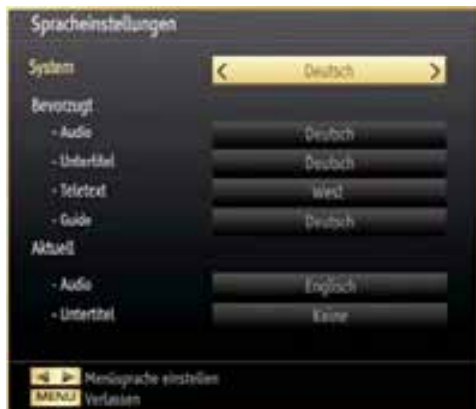 Spracheinstellungen
System Deutsch
Bevorzugt
- Audio Deutsch
- Untertitel Deutsch
- Teletext West
- Guide Deutsch
Aktuell
- Audio Englisch
- Untertitel Keine
Menüsprache einstellen
MENU Verlassen